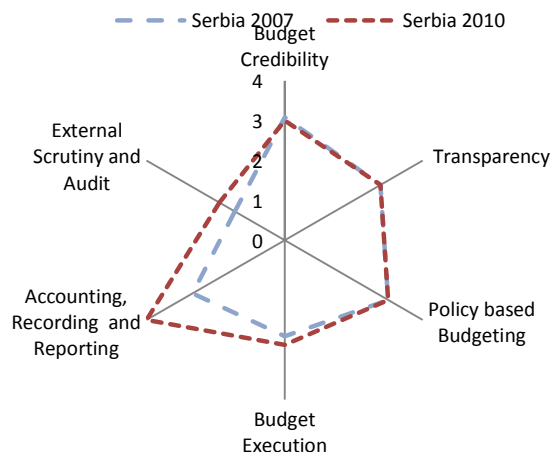 Serbia 2007
Serbia 2010
Budget
Credibility
4
3
2
1
0
Transparency
Policy based
Budgeting
Budget
Execution
Accounting,
Recording and
Reporting
External
Scrutiny and
Audit